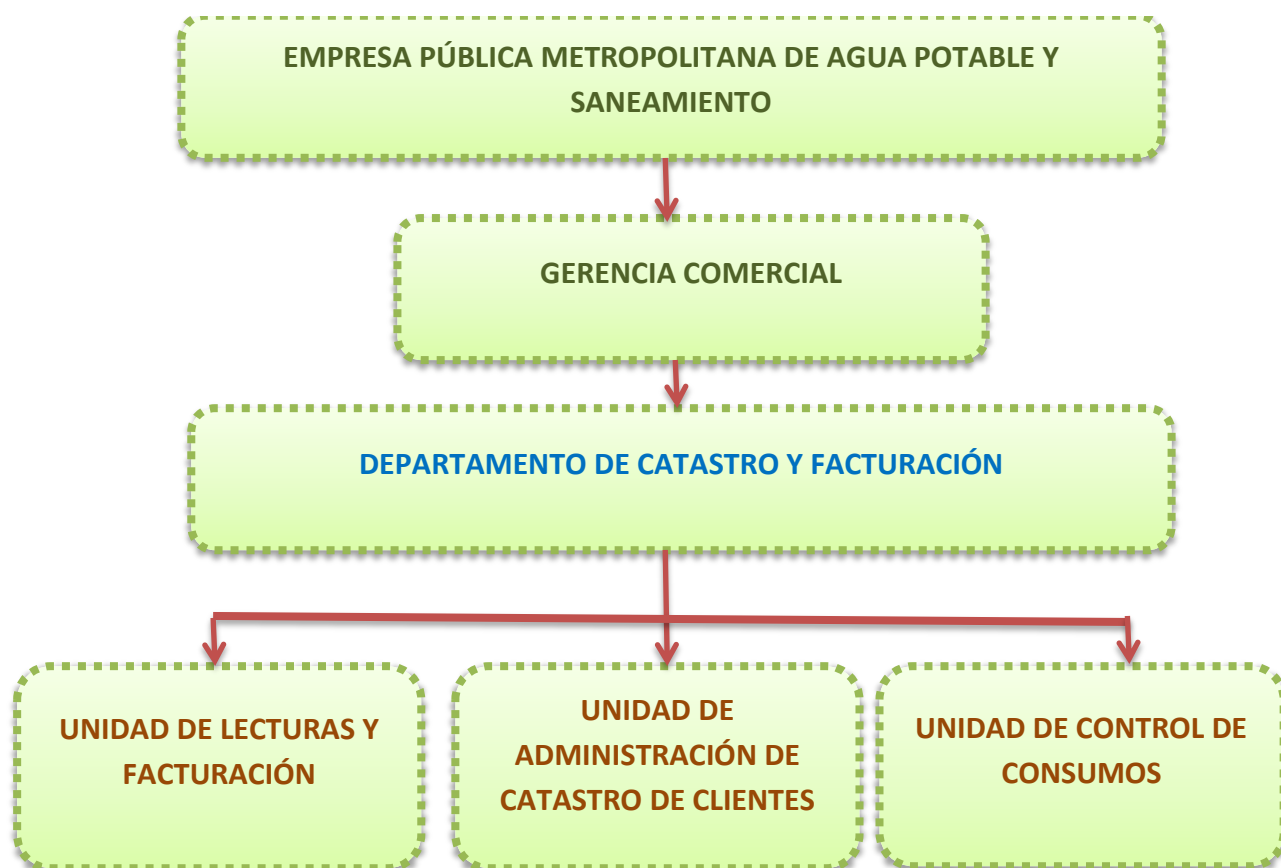 EMPRESA PÚBLICA METROPOLITANA DE AGUA POTABLE Y
SANEAMIENTO
GERENCIA COMERCIAL
DEPARTAMENTO DE CATASTRO Y FACTURACIÓN
UNIDAD DE LECTURAS Y
FACTURACIÓN
UNIDAD DE
ADMINISTRACIÓN DE
CATASTRO DE CLIENTES
UNIDAD DE CONTROL DE
CONSUMOS